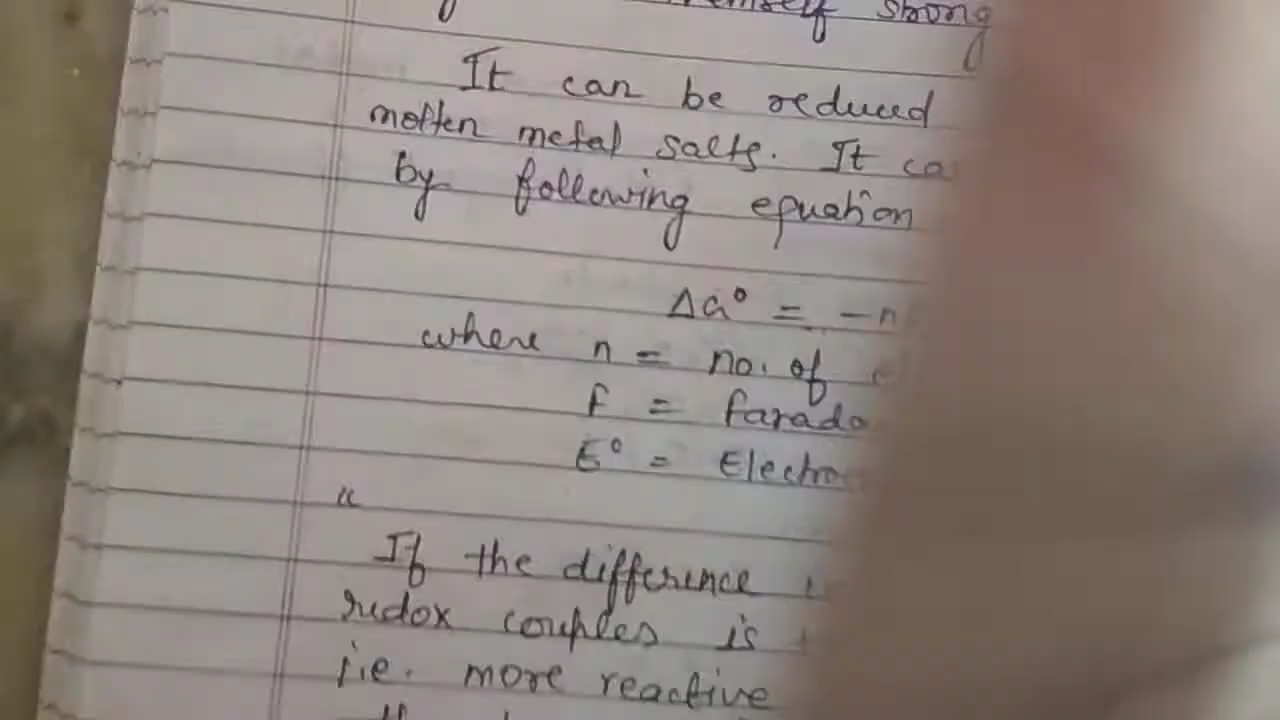 strong
It can be reduced
molten metal salts. It ca
by following equation
ΔG° = -n
where n = no. of
F = farada
E° = Electro
"
If the difference
redox couples is
i.e. more reactive